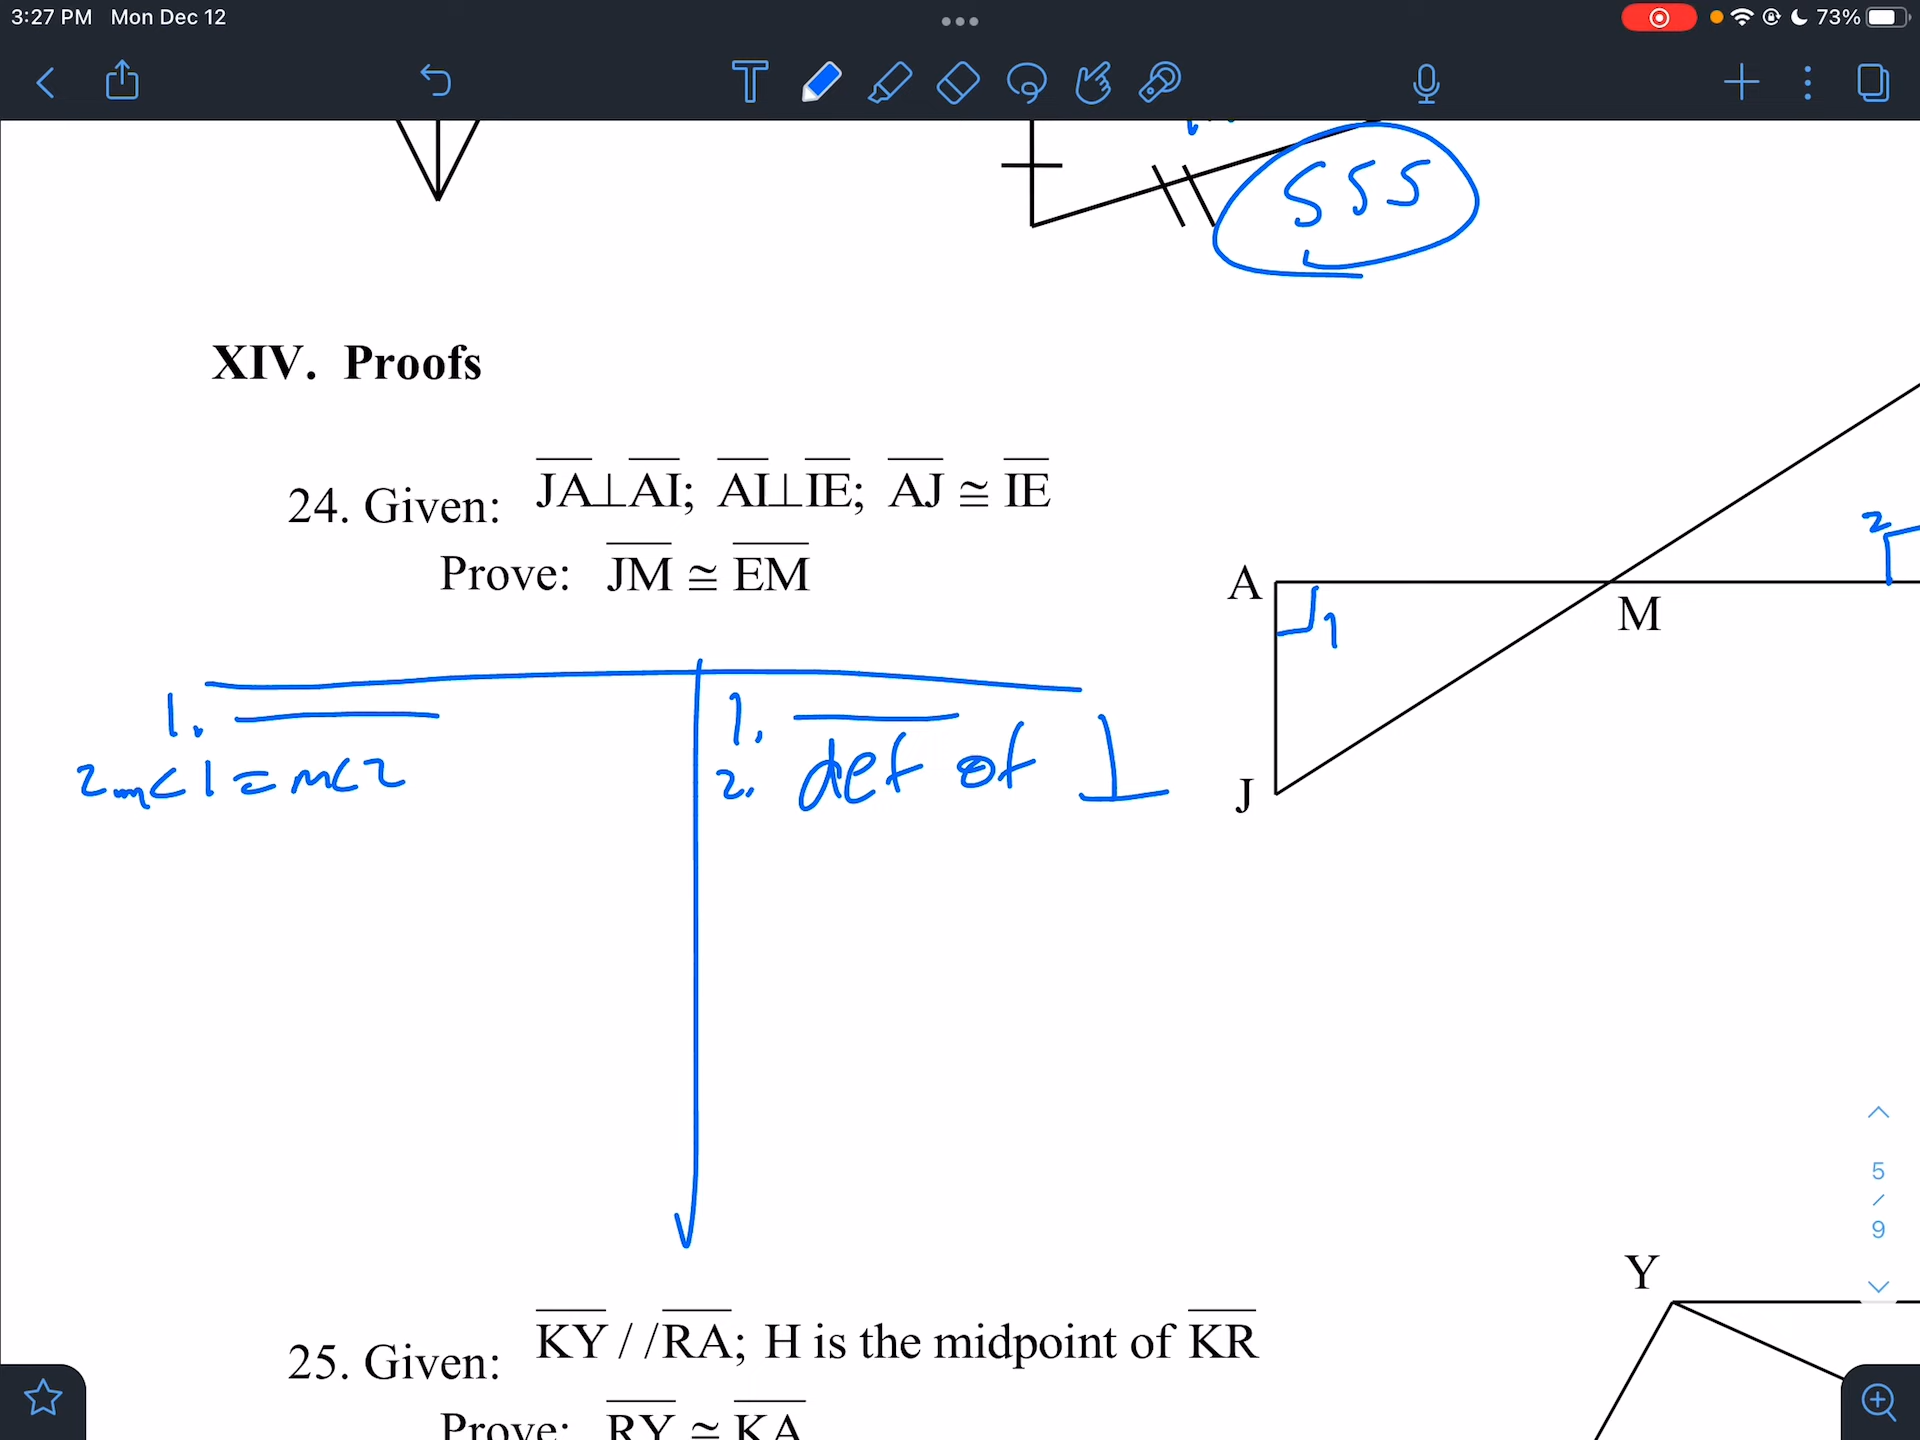 3:27 PM Mon Dec 12
73%
SSS
XIV. Proofs
24. Given: JA⊥AI; AI⊥IE; AJ ≅ IE
Prove: JM ≅ EM
A
M
J
1
2
1.
1.
2. m<1 = m<2
2. def of ⊥
5
/
9
Y
25. Given: KY//RA; H is the midpoint of KR
Prove: RY ≅ KA